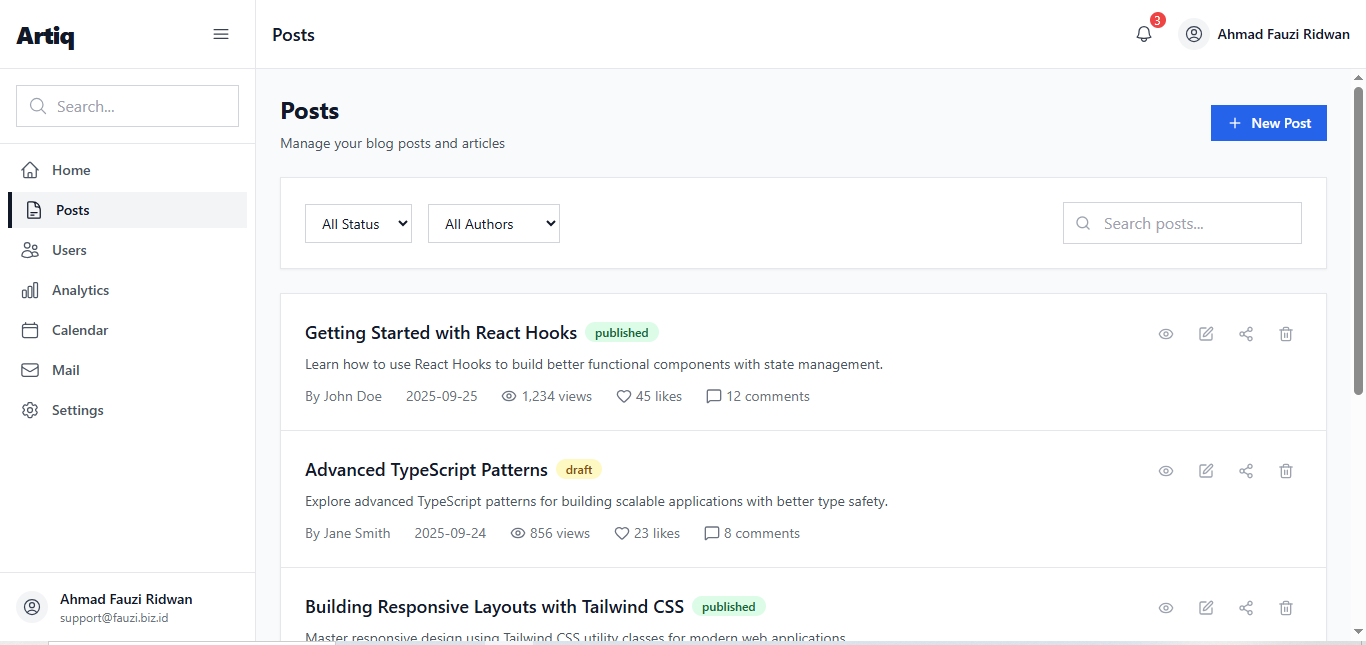 Artiq
Posts
3
Ahmad Fauzi Ridwan
Search...
Home
Posts
Users
Analytics
Calendar
Mail
Settings
Ahmad Fauzi Ridwan
support@fauzi.biz.id
Posts
Manage your blog posts and articles
New Post
All Status
All Authors
Search posts...
Getting Started with React Hooks published
Learn how to use React Hooks to build better functional components with state management.
By John Doe 2025-09-25 1,234 views 45 likes 12 comments
Advanced TypeScript Patterns draft
Explore advanced TypeScript patterns for building scalable applications with better type safety.
By Jane Smith 2025-09-24 856 views 23 likes 8 comments
Building Responsive Layouts with Tailwind CSS published
Master responsive design using Tailwind CSS utility classes for modern web applications.